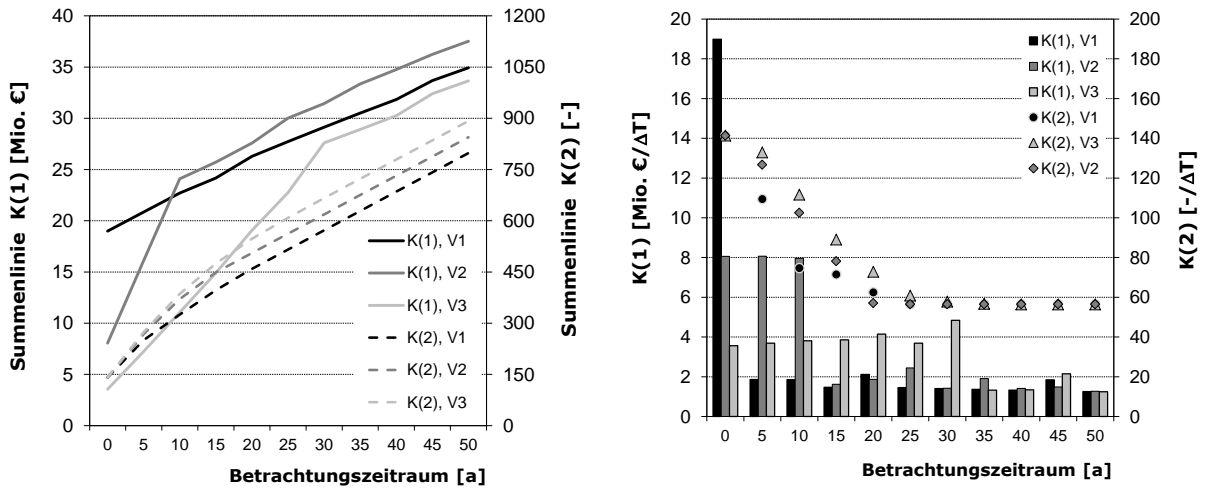 Summenlinie K(1) [Mio. €]
40
35
30
25
20
15
10
5
0
1200
1050
900
750
600
450
300
150
0
Summenlinie K(2) [-]
K(1), V1
K(1), V2
K(1), V3
K(2), V1
K(2), V2
K(2), V3
0 5 10 15 20 25 30 35 40 45 50
Betrachtungszeitraum [a]
K(1) [Mio. €/ΔT]
20
18
16
14
12
10
8
6
4
2
0
200
180
160
140
120
100
80
60
40
20
0
K(2) [-/ΔT]
K(1), V1
K(1), V2
K(1), V3
K(2), V1
K(2), V3
K(2), V2
0 5 10 15 20 25 30 35 40 45 50
Betrachtungszeitraum [a]